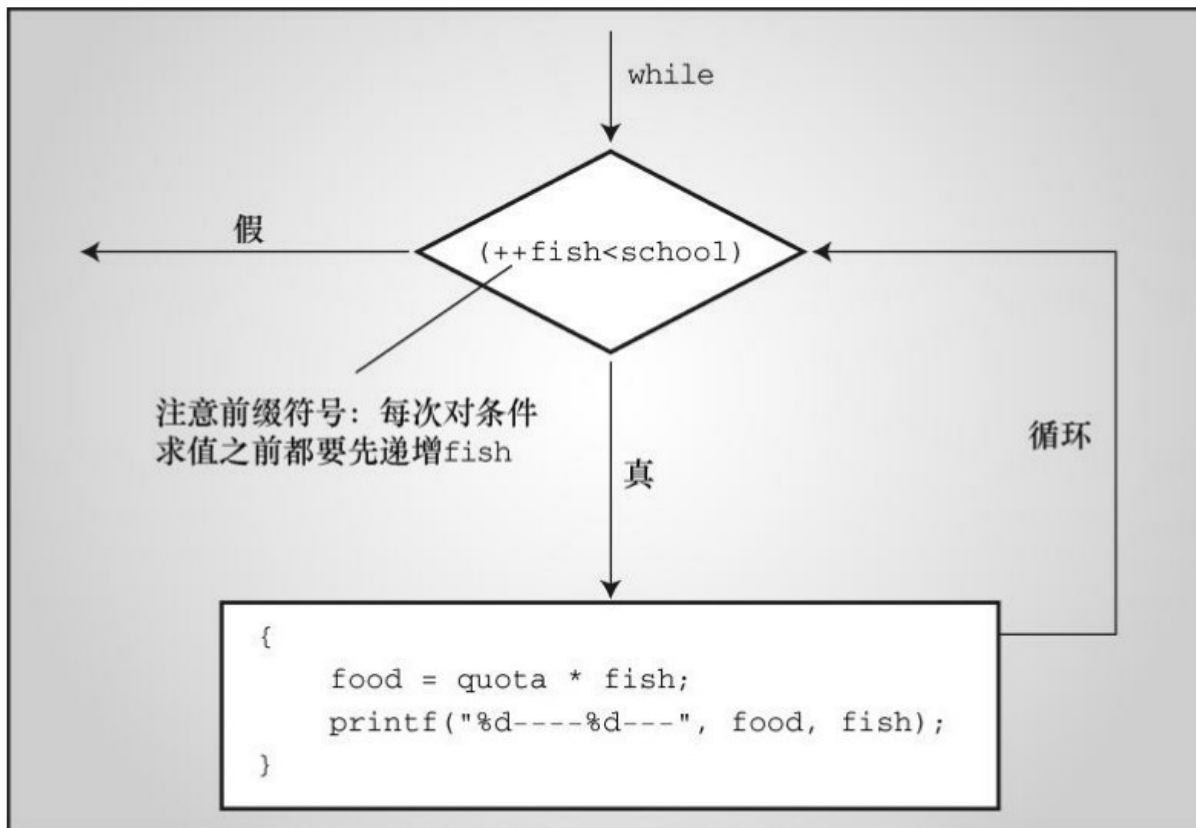 while
假
(++fish<school)
注意前缀符号：每次对条件
求值之前都要先递增fish
循环
真
{
food = quota * fish;
printf("%d----%d---", food, fish);
}